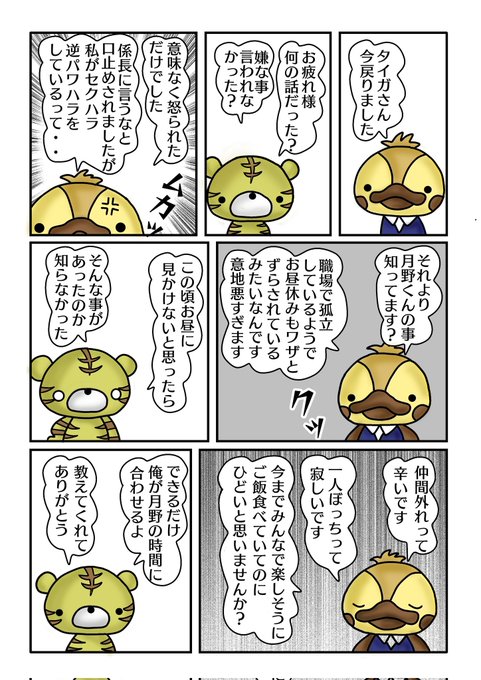 タイガさん
今戻りました
お疲れ様
何の話だった？
嫌な事
言われな
かった？
意味なく怒られた
だけでした
係長に言うなと
口止めされましたが
私がセクハラ
逆パワハラを
しているって・・
ムカッ
それより
月野くんの事
知ってます？
職場で孤立
しているようで
お昼休みもワザと
ずらされている
みたいなんです
意地悪すぎます
クッ
この頃お昼に
見かけないと思ったら
そんな事が
あったのか
知らなかった
仲間外れって
辛いです
一人ぼっちって
寂しいです
今までみんなで楽しそうに
ご飯食べていてのに
ひどいと思いませんか？
できるだけ
俺が月野の時間に
合わせるよ
教えてくれて
ありがとう